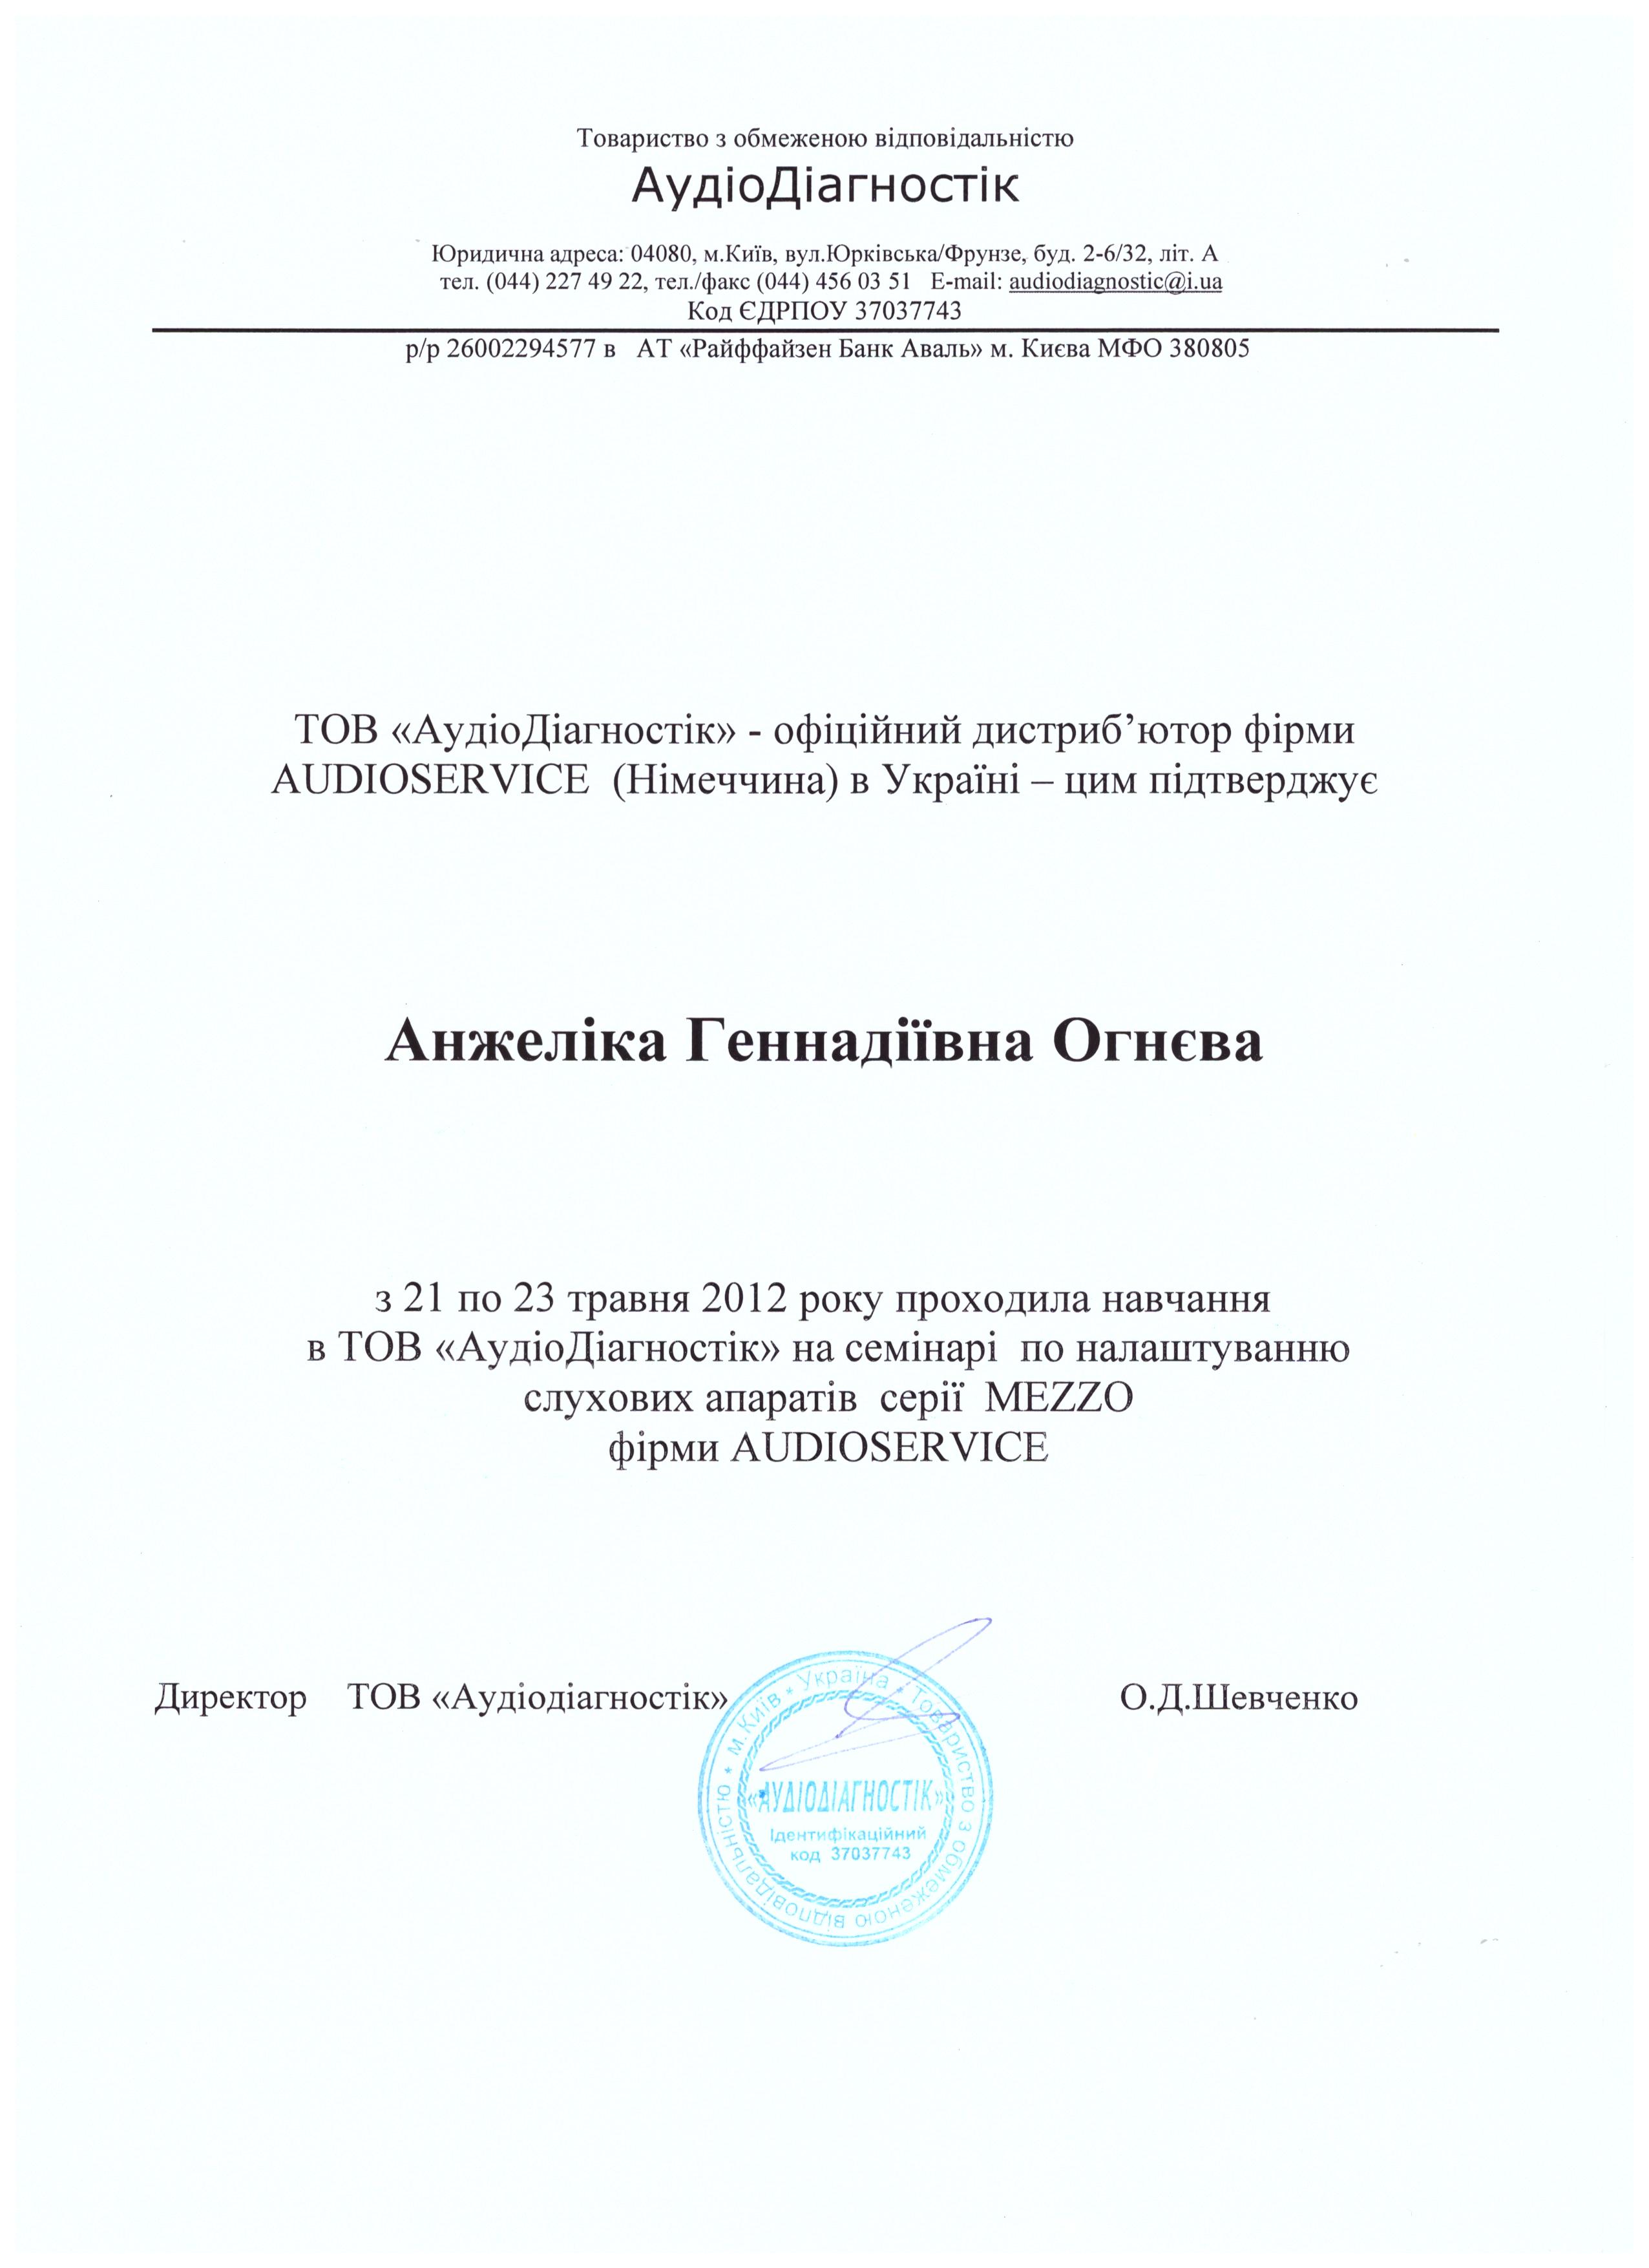 Товариство з обмеженою відповідальністю
АудіоДіагностік
Юридична адреса: 04080, м.Київ, вул.Юрківська/Фрунзе, буд. 2-6/32, літ. А
тел. (044) 227 49 22, тел./факс (044) 456 03 51 E-mail: audiodiagnostic@i.ua
Код ЄДРПОУ 37037743
р/р 26002294577 в АТ «Райффайзен Банк Аваль» м. Києва МФО 380805
ТОВ «АудіоДіагностік» - офіційний дистриб’ютор фірми
AUDIOSERVICE (Німеччина) в Україні – цим підтверджує
Анжеліка Геннадіївна Огнєва
з 21 по 23 травня 2012 року проходила навчання
в ТОВ «АудіоДіагностік» на семінарі по налаштуванню
слухових апаратів серії MEZZO
фірми AUDIOSERVICE
Директор ТОВ «Аудіодіагностік» О.Д.Шевченко
м.Київ * Україна * Товариство з обмеженою відповідальністю *
«АУДІОДІАГНОСТІК»
Ідентифікаційний
код 37037743